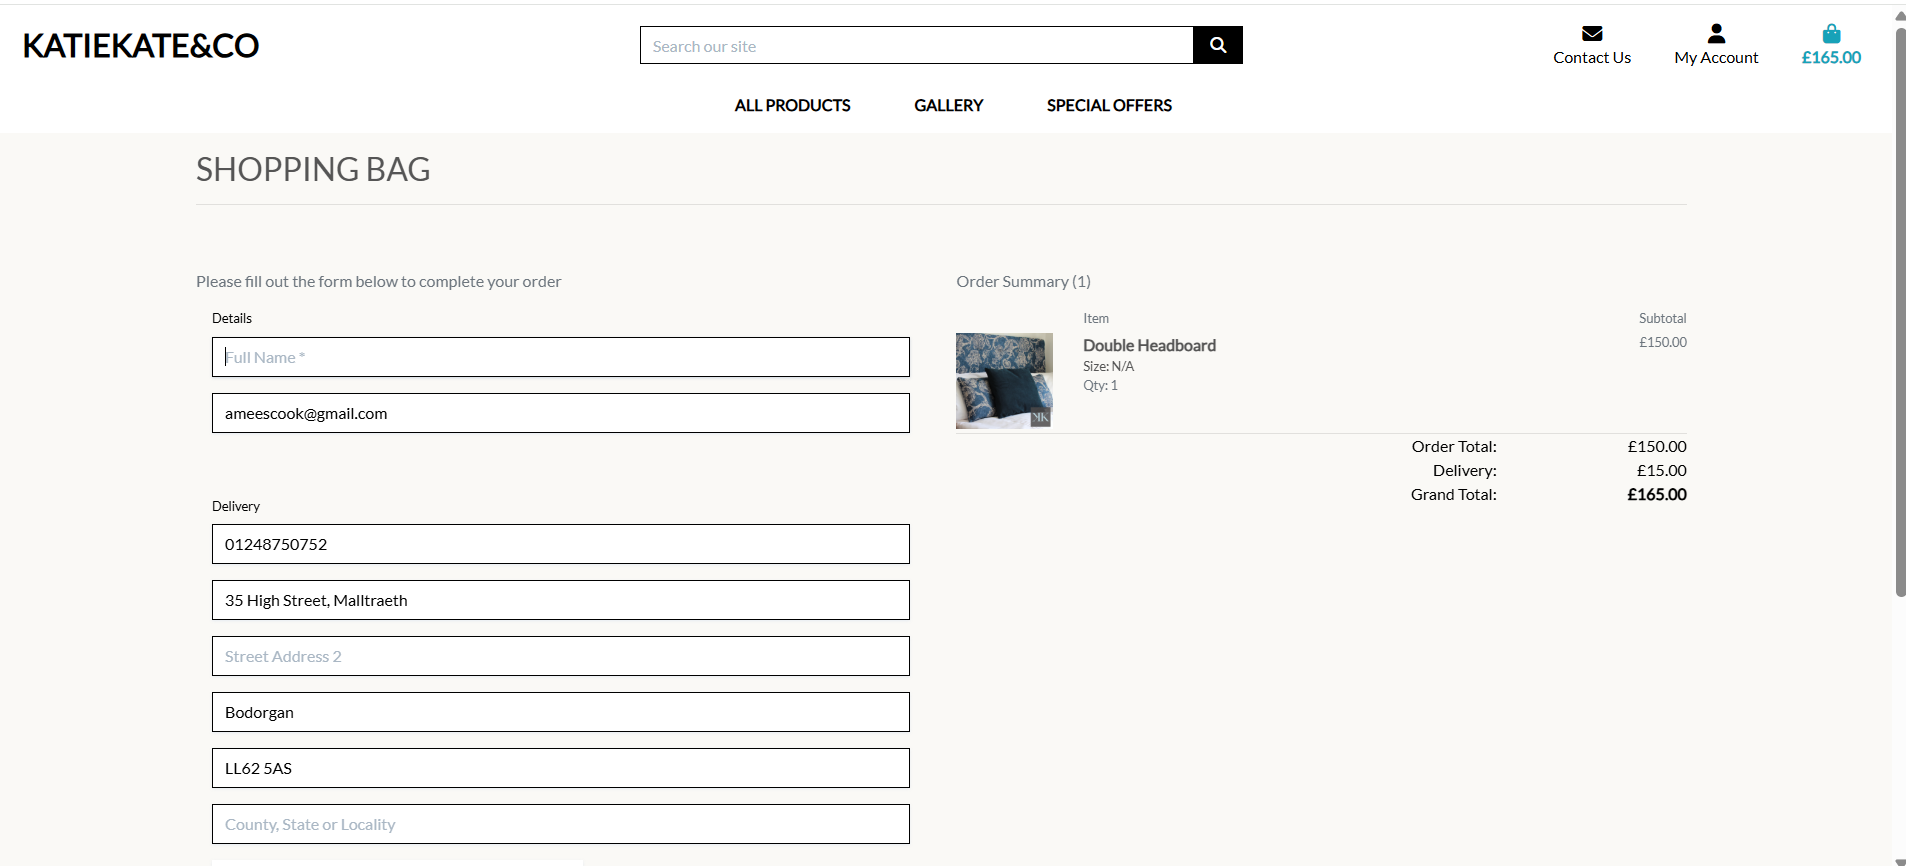 KATIEKATE&CO
Search our site
Contact Us
My Account
£165.00
ALL PRODUCTS
GALLERY
SPECIAL OFFERS
SHOPPING BAG
Please fill out the form below to complete your order
Details
Full Name *
ameescook@gmail.com
Delivery
01248750752
35 High Street, Malltraeth
Street Address 2
Bodorgan
LL62 5AS
County, State or Locality
Order Summary (1)
Item
Subtotal
Double Headboard
£150.00
Size: N/A
Qty: 1
KK
Order Total:
£150.00
Delivery:
£15.00
Grand Total:
£165.00